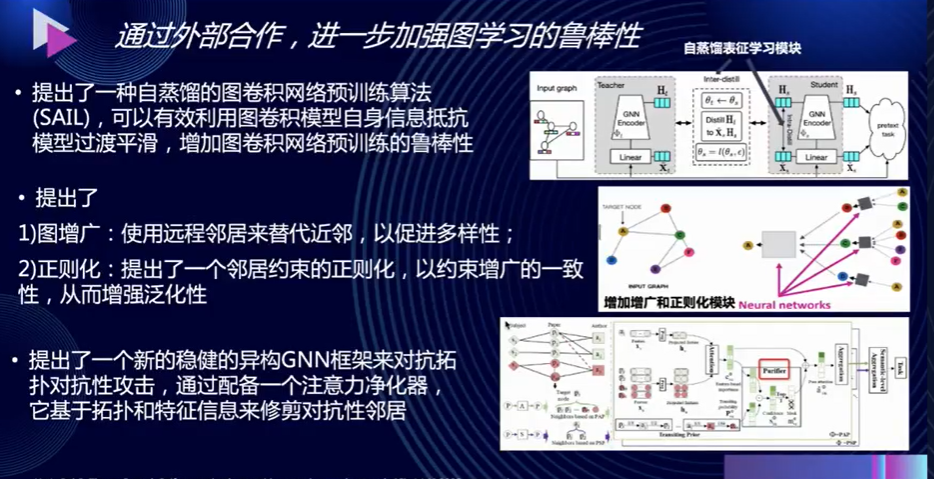 通过外部合作，进一步加强图学习的鲁棒性
自蒸馏表征学习模块
• 提出了一种自蒸馏的图卷积网络预训练算法
(SAIL)，可以有效利用图卷积模型自身信息抵抗
模型过渡平滑，增加图卷积网络预训练的鲁棒性
Input graph
Teacher
Inter-distill
Student
GNN
Encoder
Linear
Distill
Intra-Distill
GNN
Encoder
Linear
pretext
task
• 提出了
1)图增广：使用远程邻居来替代近邻，以促进多样性；
2)正则化：提出了一个邻居约束的正则化，以约束增广的一致
性，从而增强泛化性
TARGET NODE
INPUT GRAPH
增加增广和正则化模块
Neural networks
• 提出了一个新的稳健的异构GNN框架来对抗拓
扑对抗性攻击，通过配备一个注意力净化器，
它基于拓扑和特征信息来修剪对抗性邻居
Subject
Paper
Author
Target
node
Neighbors based on PAP
Neighbors based on PSP
Attention
Transiting Prior
Purifier
Aggregation
Semantic-level
Aggregation
Task